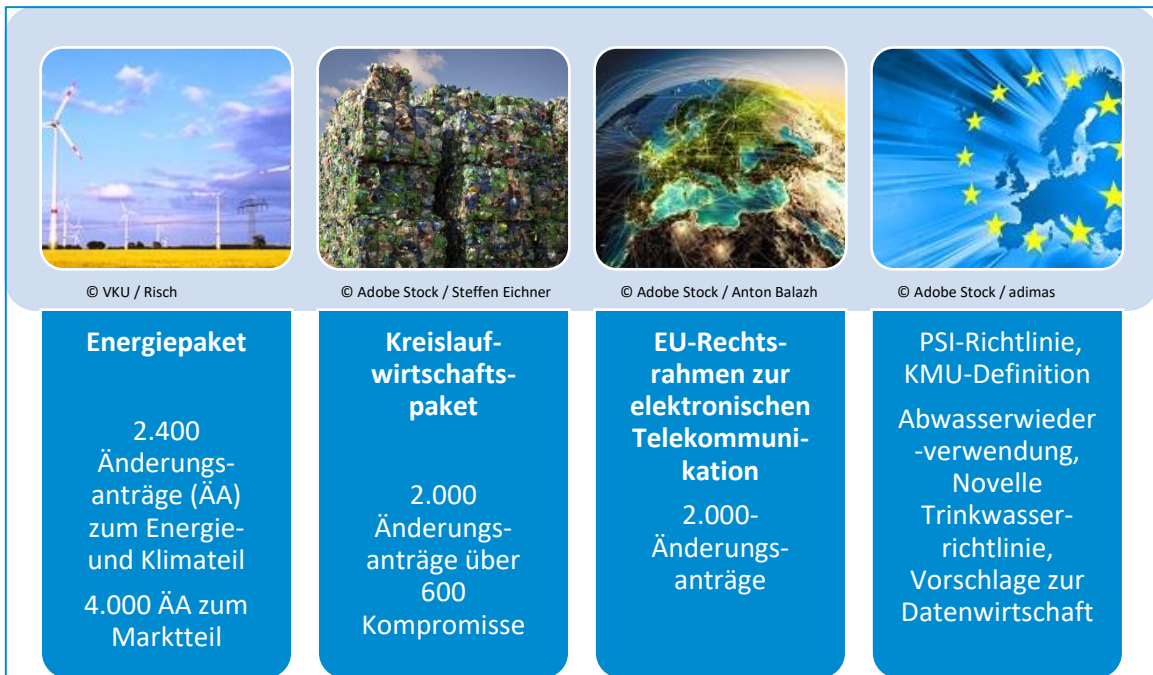 © VKU / Risch
© Adobe Stock / Steffen Eichner
© Adobe Stock / Anton Balazh
© Adobe Stock / adimas
Energiepaket
2.400
Änderungs-
anträge (ÄA)
zum Energie-
und Klimateil
4.000 ÄA zum
Marktteil
Kreislauf-
wirtschafts-
paket
2.000
Änderungs-
anträge über
600
Kompromisse
EU-Rechts-
rahmen zur
elektronischen
Telekommuni-
kation
2.000-
Änderungs-
anträge
PSI-Richtlinie,
KMU-Definition
Abwasserwieder
-verwendung,
Novelle
Trinkwasser-
richtlinie,
Vorschlage zur
Datenwirtschaft